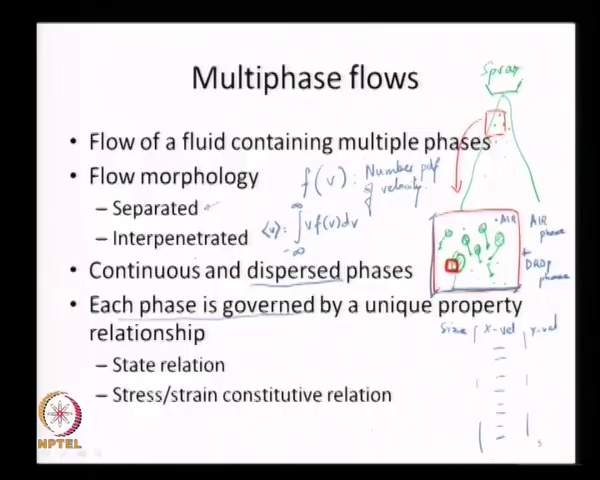 Multiphase flows
• Flow of a fluid containing multiple phases
• Flow morphology
– Separated
– Interpenetrated
• Continuous and dispersed phases
• Each phase is governed by a unique property
relationship
– State relation
– Stress/strain constitutive relation
f(v) : Number pdf
of velocity
<v> : ∫ v f(v) dv
∞
-∞
Spray
AIR
AIR
phase
DROP
phase
Size | x-vel | y-vel
NPTEL
5